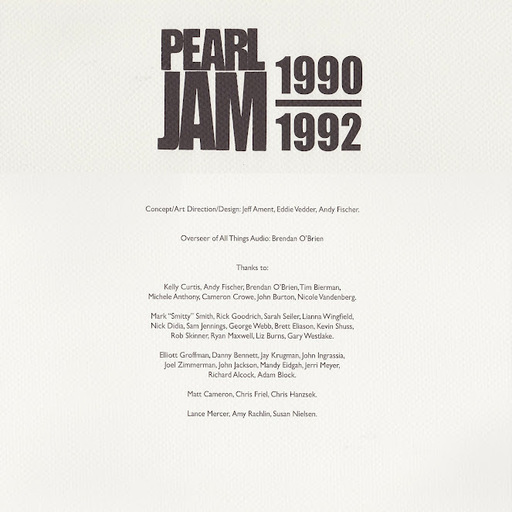 PEARL
JAM
1990
1992
Concept/Art Direction/Design: Jeff Ament, Eddie Vedder, Andy Fischer.
Overseer of All Things Audio: Brendan O'Brien
Thanks to:
Kelly Curtis, Andy Fischer, Brendan O'Brien, Tim Bierman,
Michele Anthony, Cameron Crowe, John Burton, Nicole Vandenberg.
Mark "Smitty" Smith, Rick Goodrich, Sarah Seiler, Lianna Wingfield,
Nick Didia, Sam Jennings, George Webb, Brett Eliason, Kevin Shuss,
Rob Skinner, Ryan Maxwell, Liz Burns, Gary Westlake.
Elliott Groffman, Danny Bennett, Jay Krugman, John Ingrassia,
Joel Zimmerman, John Jackson, Mandy Eidgah, Jerri Meyer,
Richard Alcock, Adam Block.
Matt Cameron, Chris Friel, Chris Hanzsek.
Lance Mercer, Amy Rachlin, Susan Nielsen.